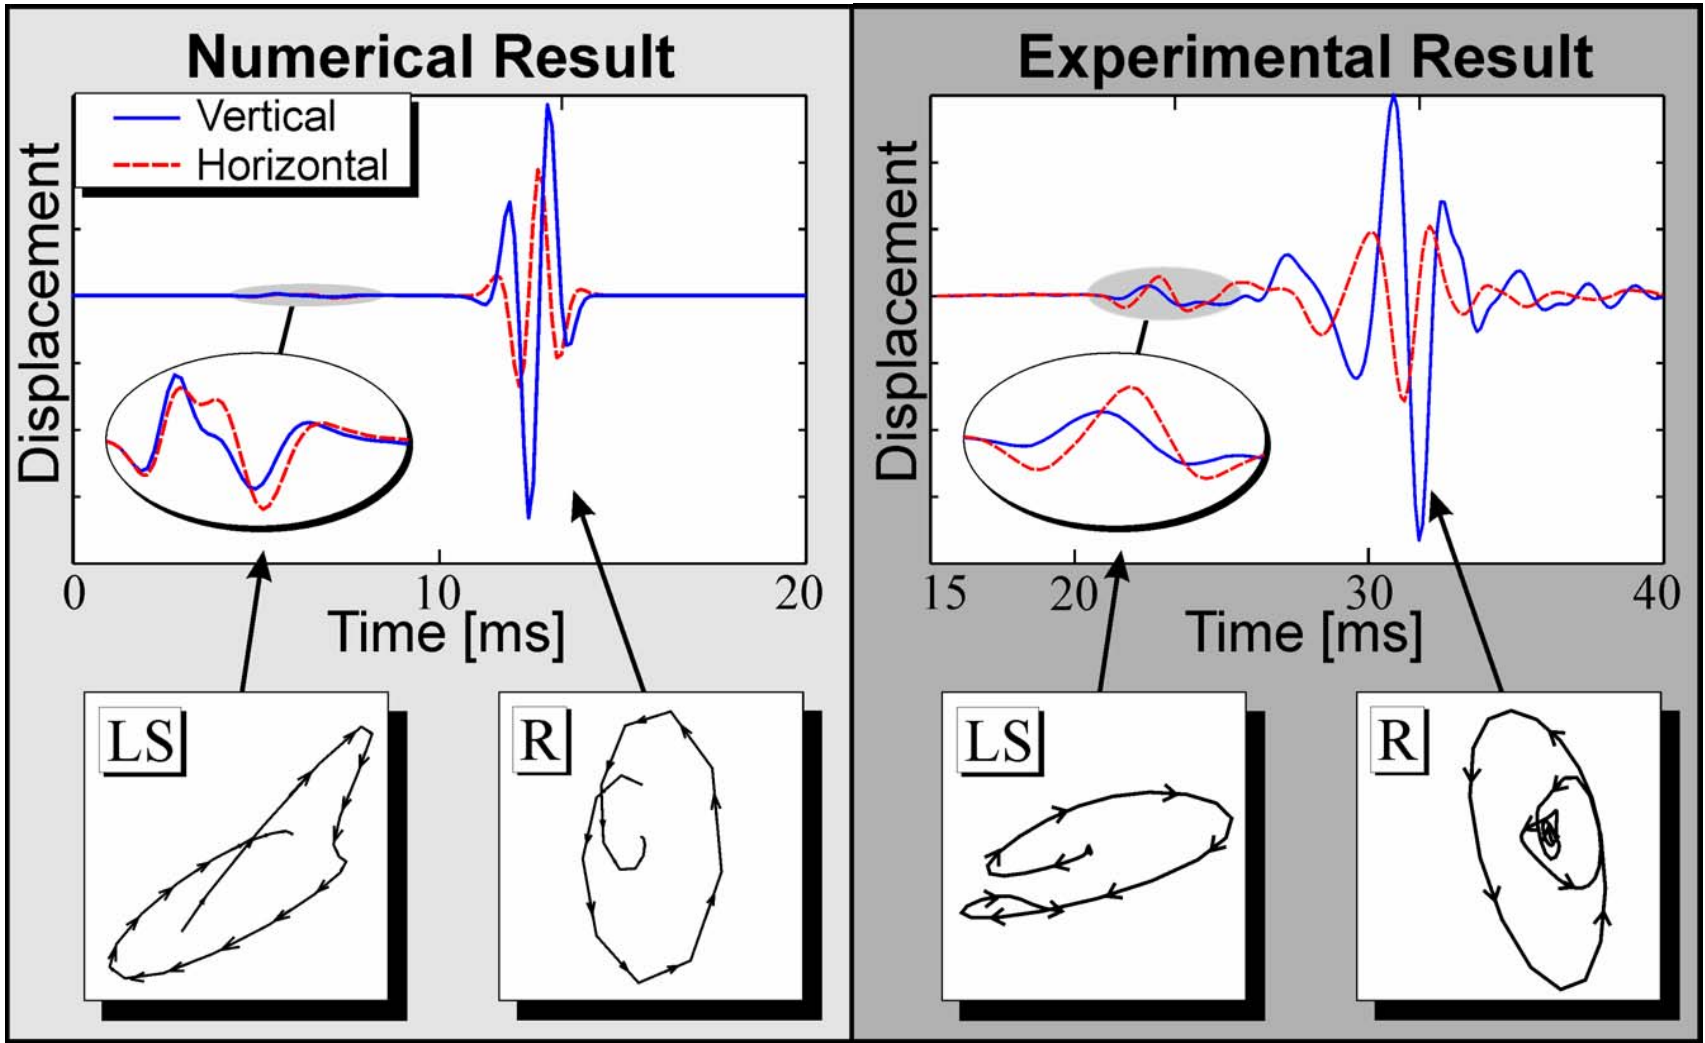 Numerical Result
Vertical
Horizontal
Displacement
0 10 20
Time [ms]
LS
R
Experimental Result
Displacement
15 20 30 40
Time [ms]
LS
R